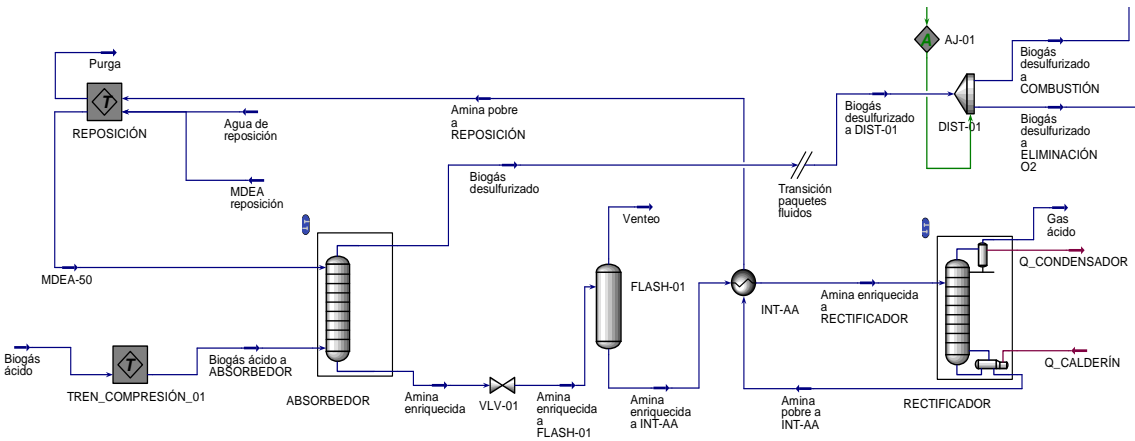 A
AJ-01
Purga
Biogás
desulfurizado
a
COMBUSTIÓN
T
REPOSICIÓN
Agua de
reposición
Amina pobre
a
REPOSICIÓN
Biogás
desulfurizado
a DIST-01
DIST-01
Biogás
desulfurizado
a
ELIMINACIÓN
O2
MDEA
reposición
Biogás
desulfurizado
Transición
paquetes
fluidos
Venteo
Gas
ácido
MDEA-50
FLASH-01
INT-AA
Amina enriquecida
a
RECTIFICADOR
Q_CONDENSADOR
Biogás
ácido
T
TREN_COMPRESIÓN_01
Biogás ácido a
ABSORBEDOR
ABSORBEDOR
Amina
enriquecida
VLV-01
Amina
enriquecida
a
FLASH-01
Amina
enriquecida
a INT-AA
Amina
pobre a
INT-AA
RECTIFICADOR
Q_CALDERÍN